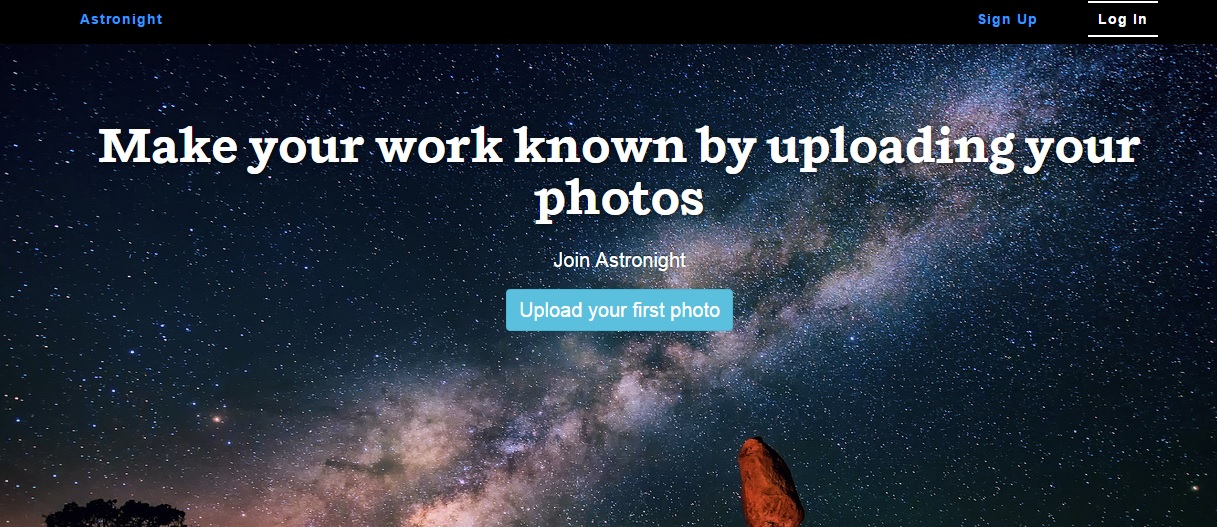 Astronight
Sign Up
Log In
Make your work known by uploading your
photos
Join Astronight
Upload your first photo